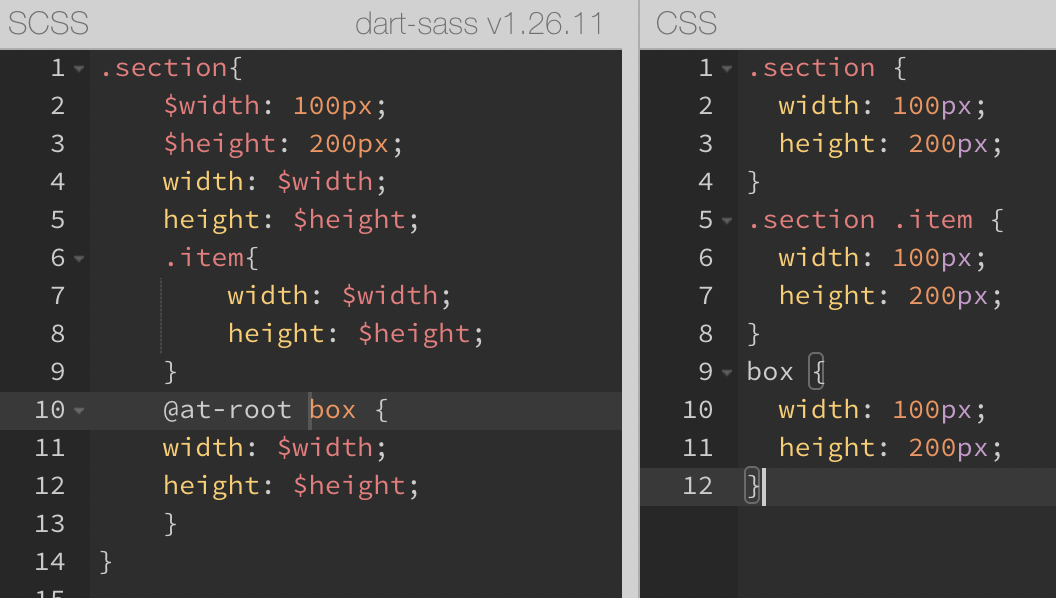 SCSS dart-sass v1.26.11
1 .section{
2 $width: 100px;
3 $height: 200px;
4 width: $width;
5 height: $height;
6 .item{
7 width: $width;
8 height: $height;
9 }
10 @at-root box {
11 width: $width;
12 height: $height;
13 }
14 }
15
CSS
1 .section {
2 width: 100px;
3 height: 200px;
4 }
5 .section .item {
6 width: 100px;
7 height: 200px;
8 }
9 box {
10 width: 100px;
11 height: 200px;
12 }